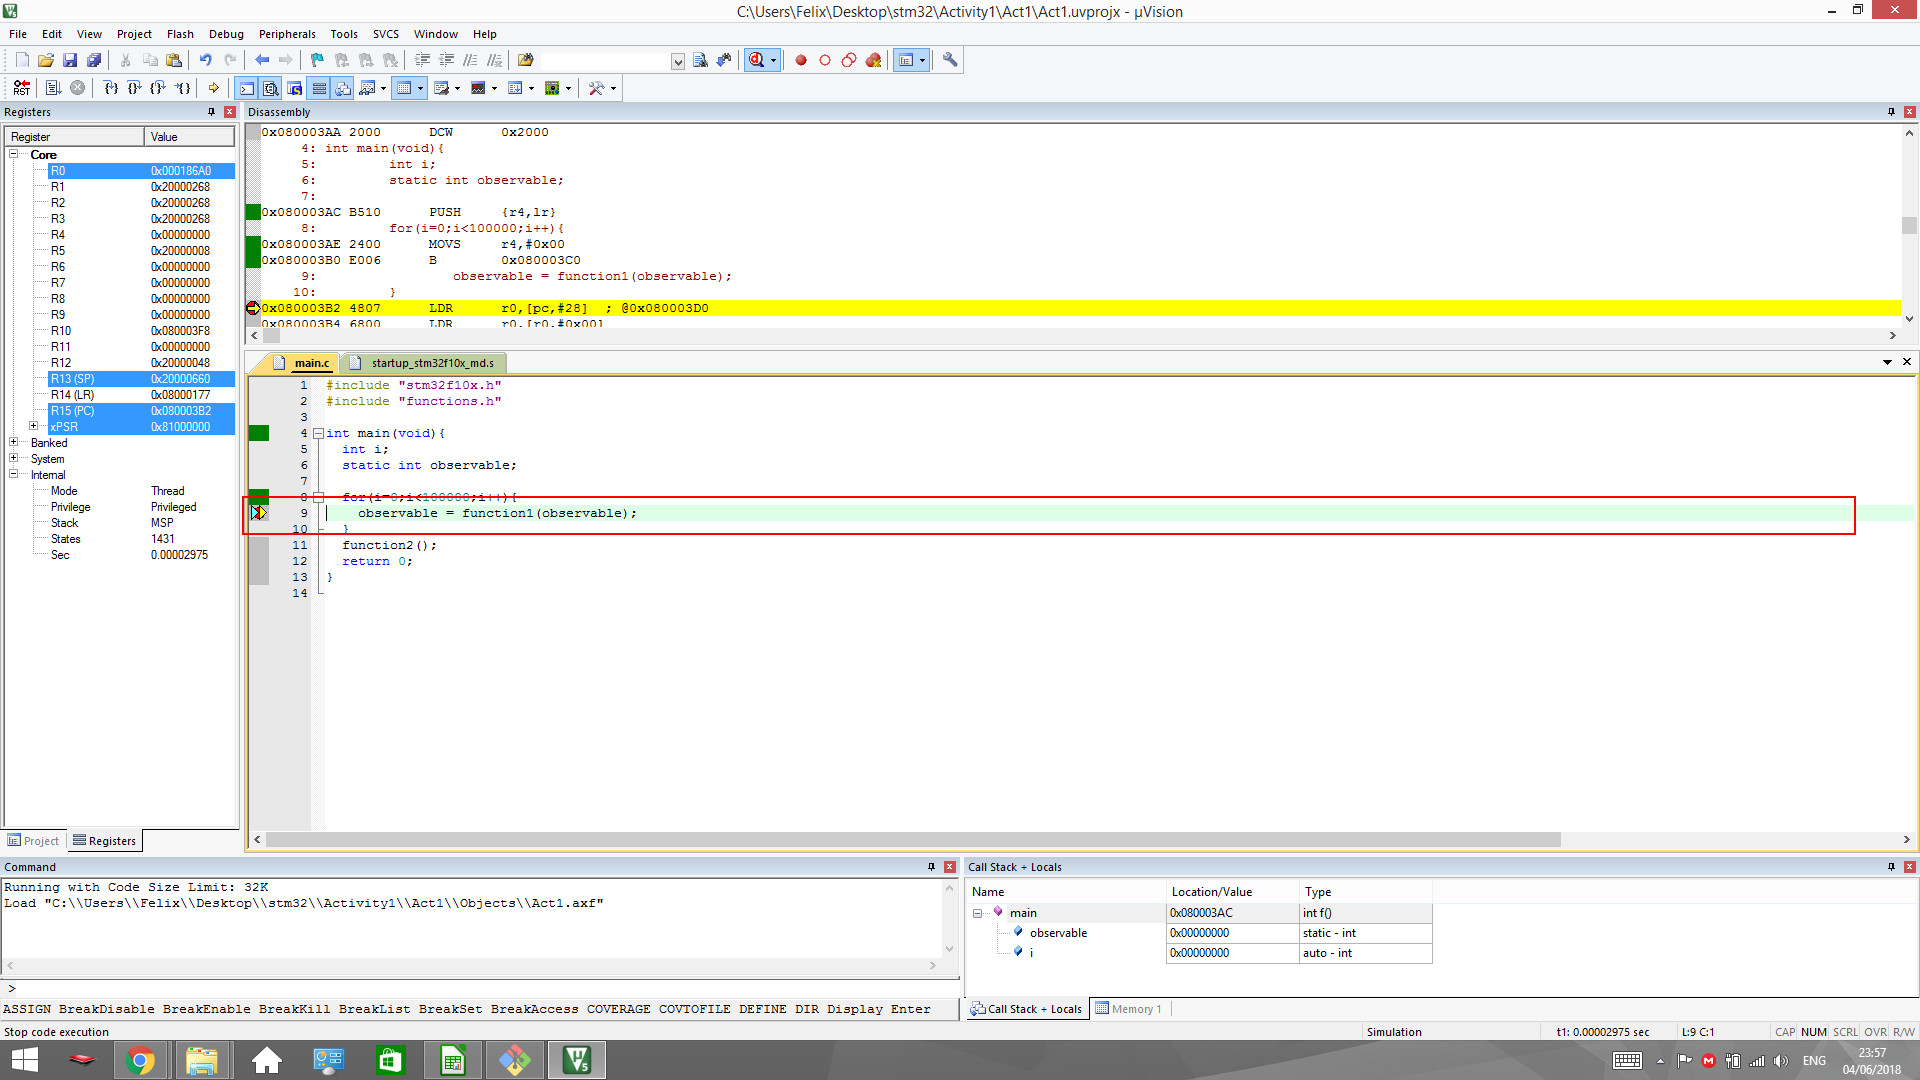 C:\Users\Felix\Desktop\stm32\Activity1\Act1\Act1.uvprojx - µVision
File Edit View Project Flash Debug Peripherals Tools SVCS Window Help
Registers
Register Value
Core
R0 0x000186A0
R1 0x20000268
R2 0x20000268
R3 0x20000268
R4 0x00000000
R5 0x20000008
R6 0x00000000
R7 0x00000000
R8 0x00000000
R9 0x00000000
R10 0x080003F8
R11 0x00000000
R12 0x20000048
R13 (SP) 0x20000660
R14 (LR) 0x08000177
R15 (PC) 0x080003B2
xPSR 0x81000000
Banked
System
Internal
Mode Thread
Privilege Privileged
Stack MSP
States 1431
Sec 0.00002975
Project Registers
Disassembly
0x080003AA 2000 DCW 0x2000
4: int main(void){
5: int i;
6: static int observable;
7:
0x080003AC B510 PUSH {r4,lr}
8: for(i=0;i<100000;i++){
0x080003AE 2400 MOVS r4,#0x00
0x080003B0 E006 B 0x080003C0
9: observable = function1(observable);
10: }
0x080003B2 4807 LDR r0,[pc,#28] ; @0x080003D0
0x080003B4 6800 LDR r0,[r0,#0x00]
main.c startup_stm32f10x_md.s
1 #include "stm32f10x.h"
2 #include "functions.h"
3
4 int main(void){
5 int i;
6 static int observable;
7
8 for(i=0;i<100000;i++){
9 observable = function1(observable);
10 }
11 function2();
12 return 0;
13 }
14
Command
Running with Code Size Limit: 32K
Load "C:\\Users\\Felix\\Desktop\\stm32\\Activity1\\Act1\\Objects\\Act1.axf"
>
ASSIGN BreakDisable BreakEnable BreakKill BreakList BreakSet BreakAccess COVERAGE COVTOFILE DEFINE DIR Display Enter
Call Stack + Locals
Name Location/Value Type
main 0x080003AC int f()
observable 0x00000000 static - int
i 0x00000000 auto - int
Call Stack + Locals Memory 1
Stop code execution Simulation t1: 0.00002975 sec L:9 C:1 CAP NUM SCRL OVR R/W
ENG
23:57
04/06/2018